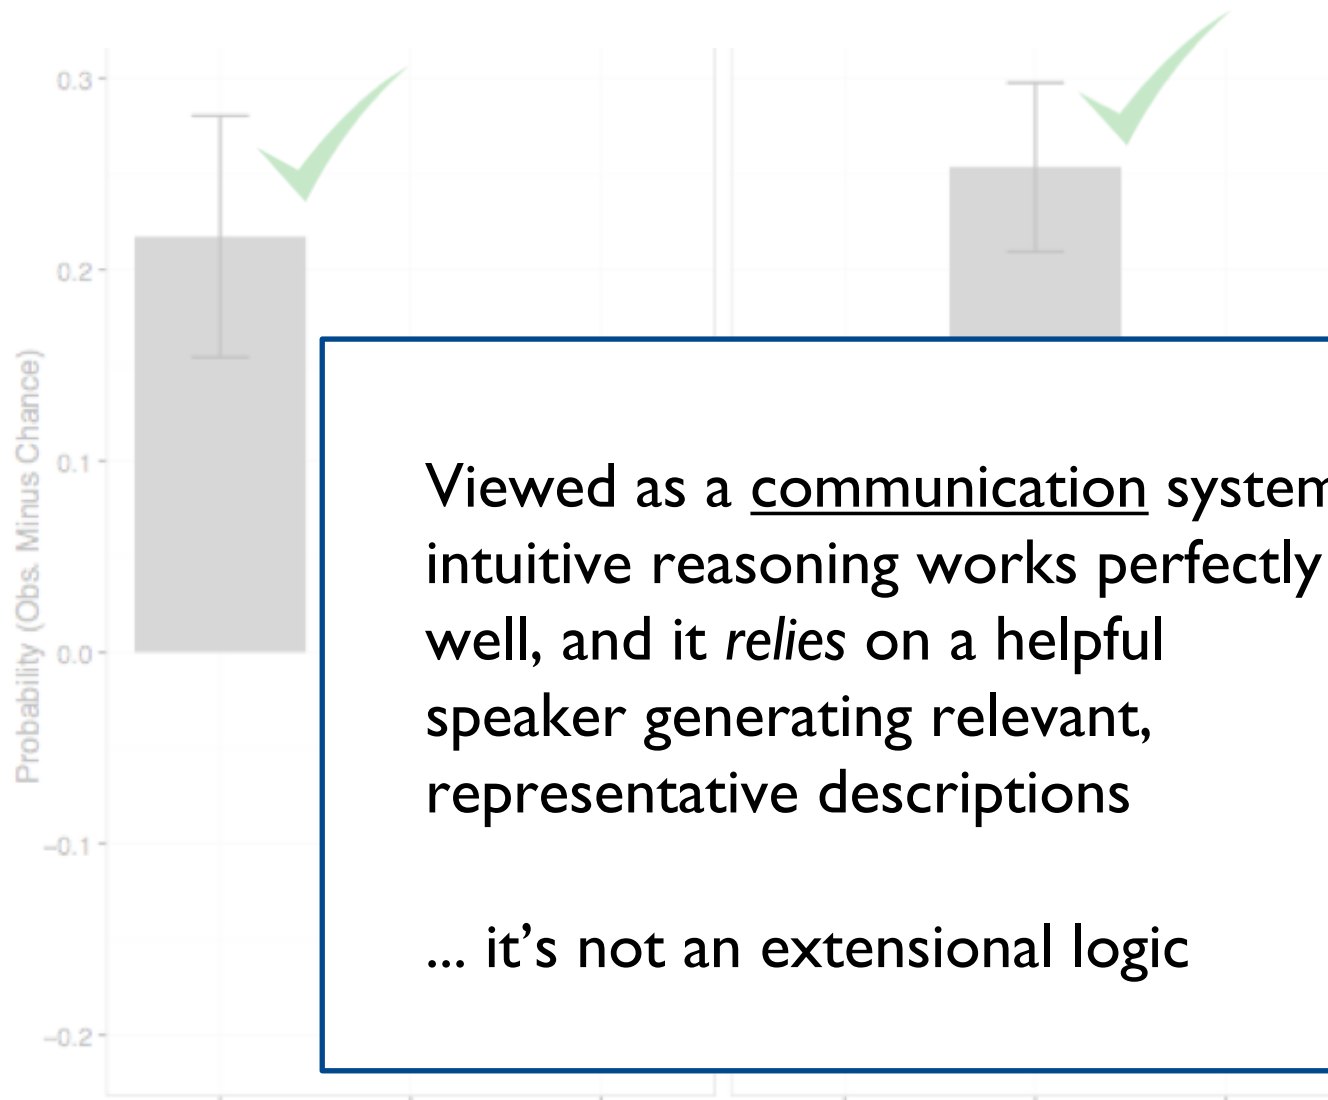 0.3
0.2
0.1
0.0
−0.1
−0.2
Probability (Obs. Minus Chance)
Viewed as a communication system
intuitive reasoning works perfectly
well, and it relies on a helpful
speaker generating relevant,
representative descriptions
... it’s not an extensional logic